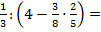 1/3 : (4 − 3/8 · 2/5) =